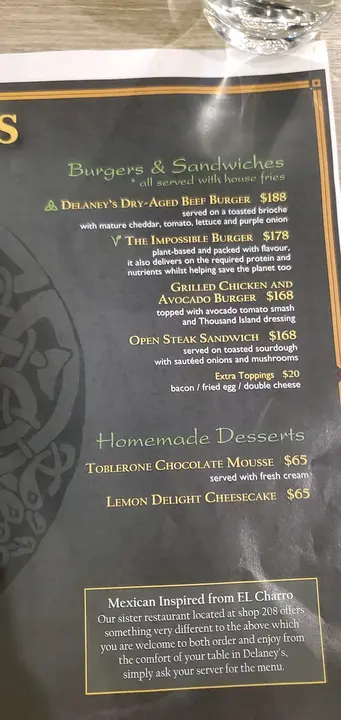 S
Burgers & Sandwiches
* all served with house fries
DELANEY'S DRY-AGED BEEF BURGER $188
served on a toasted brioche
with mature cheddar, tomato, lettuce and purple onion
V THE IMPOSSIBLE BURGER $178
plant-based and packed with flavour,
it also delivers on the required protein and
nutrients whilst helping save the planet too
GRILLED CHICKEN AND
AVOCADO BURGER $168
topped with avocado tomato smash
and Thousand Island dressing
OPEN STEAK SANDWICH $168
served on toasted sourdough
with sautéed onions and mushrooms
Extra Toppings $20
bacon / fried egg / double cheese
Homemade Desserts
TOBLERONE CHOCOLATE MOUSSE $65
served with fresh cream
LEMON DELIGHT CHEESECAKE $65
Mexican Inspired from EL Charro
Our sister restaurant located at shop 208 offers
something very different to the above which
you are welcome to both order and enjoy from
the comfort of your table in Delaney's,
simply ask your server for the menu.